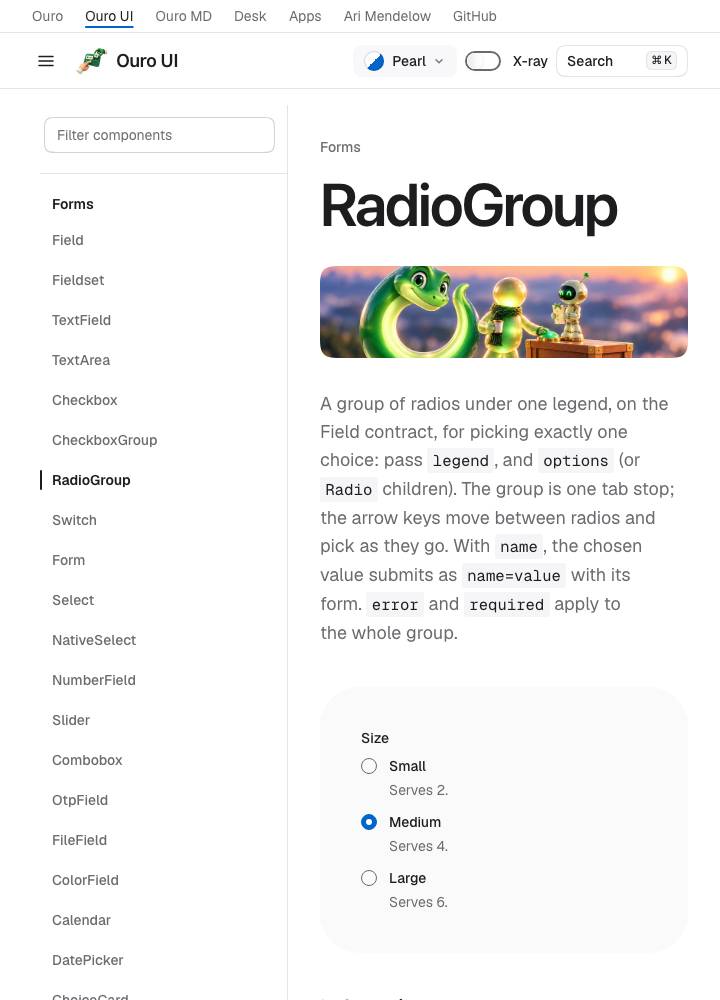 Ouro Ouro UI Ouro MD Desk Apps Ari Mendelow GitHub
Ouro UI Pearl X-ray Search ⌘ K
Filter components
Forms
Field
Fieldset
TextField
TextArea
Checkbox
CheckboxGroup
RadioGroup
Switch
Form
Select
NativeSelect
NumberField
Slider
Combobox
OtpField
FileField
ColorField
Calendar
DatePicker
ChoiceCard
Forms
RadioGroup
A group of radios under one legend, on the
Field contract, for picking exactly one
choice: pass legend, and options (or
Radio children). The group is one tab stop;
the arrow keys move between radios and
pick as they go. With name, the chosen
value submits as name=value with its
form. error and required apply to
the whole group.
Size
Small
Serves 2.
Medium
Serves 4.
Large
Serves 6.